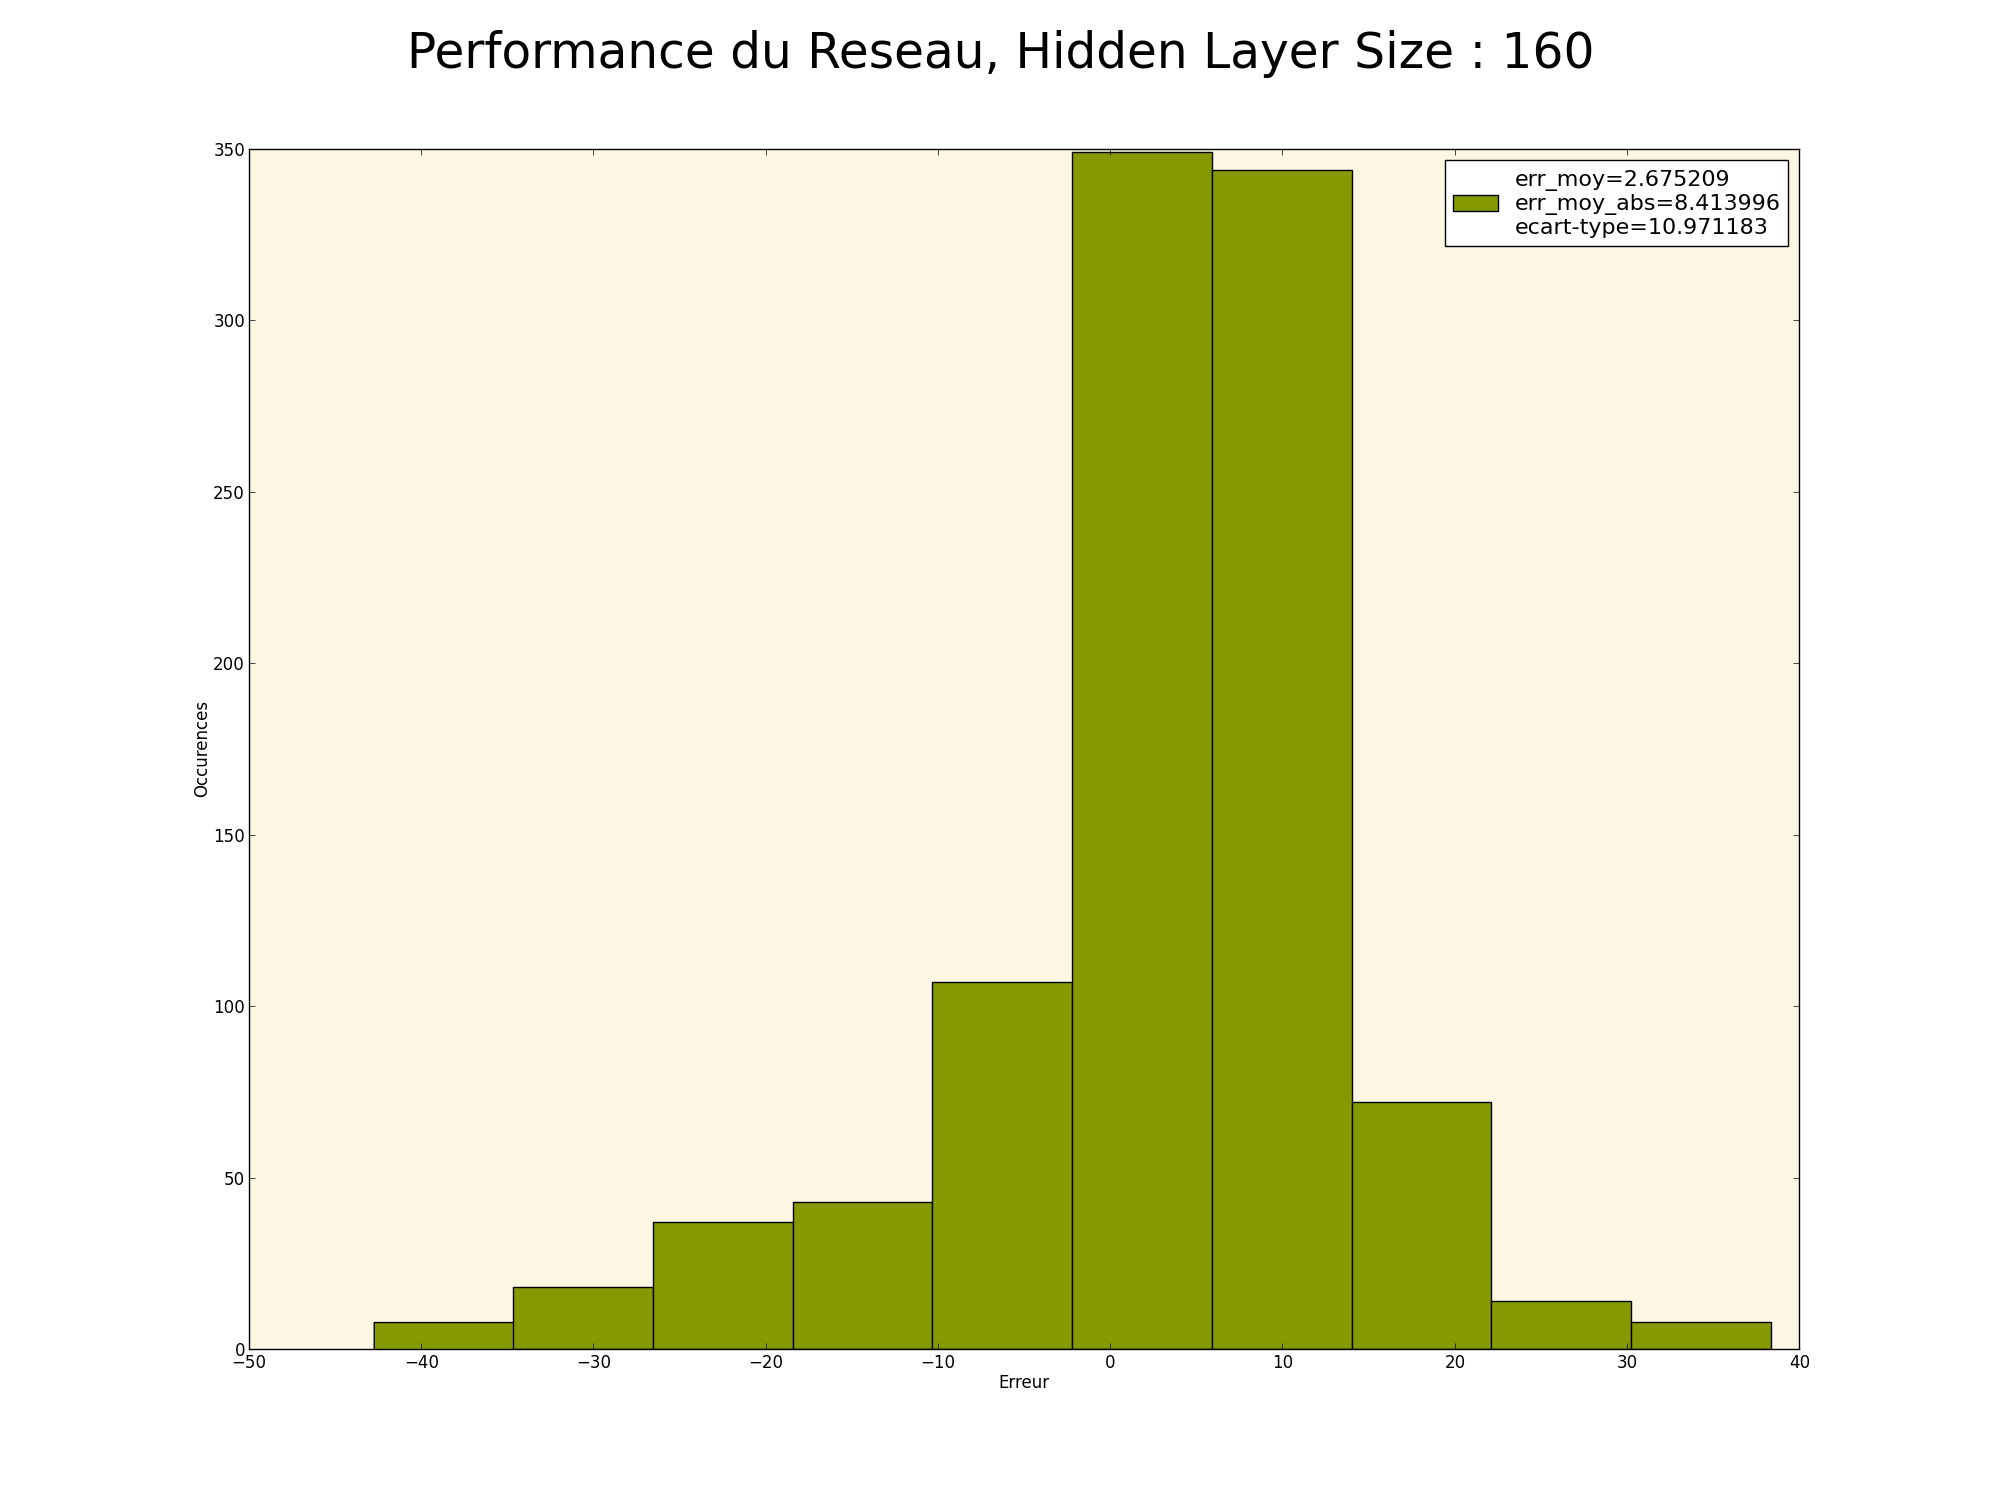 Performance du Reseau, Hidden Layer Size : 160
err_moy=2.675209
err_moy_abs=8.413996
ecart-type=10.971183
350
300
250
200
150
100
50
0
Occurences
−50 −40 −30 −20 −10 0 10 20 30 40
Erreur